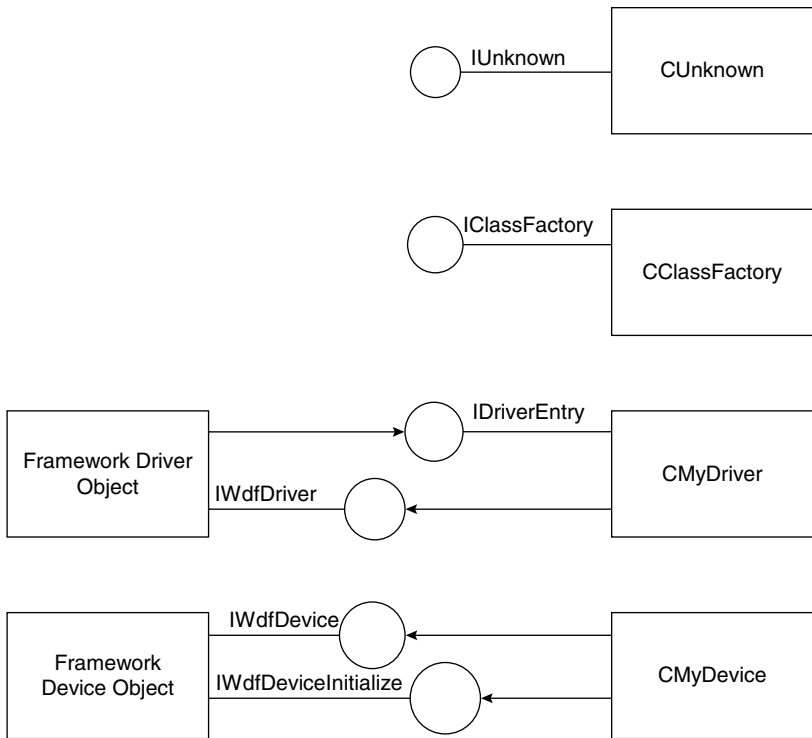 IUnknown
CUnknown
IClassFactory
CClassFactory
IDriverEntry
Framework Driver
Object
CMyDriver
IWdfDriver
IWdfDevice
Framework
Device Object
CMyDevice
IWdfDeviceInitialize